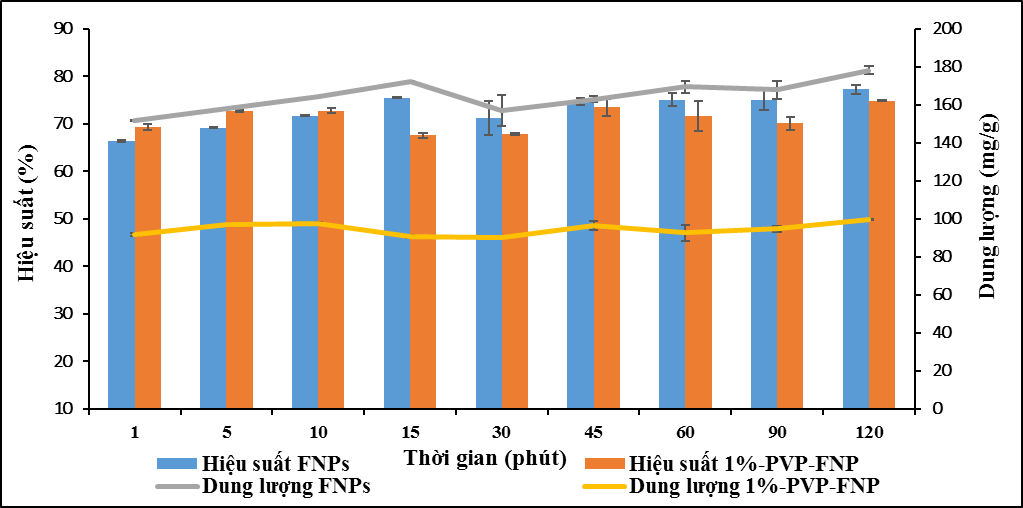 90
80
70
60
50
40
30
20
10
Hiệu suất (%)
200
180
160
140
120
100
80
60
40
20
0
Dung lượng (mg/g)
1 5 10 15 30 45 60 90 120
Thời gian (phút)
Hiệu suất FNPs
Hiệu suất 1%-PVP-FNP
Dung lượng FNPs
Dung lượng 1%-PVP-FNP